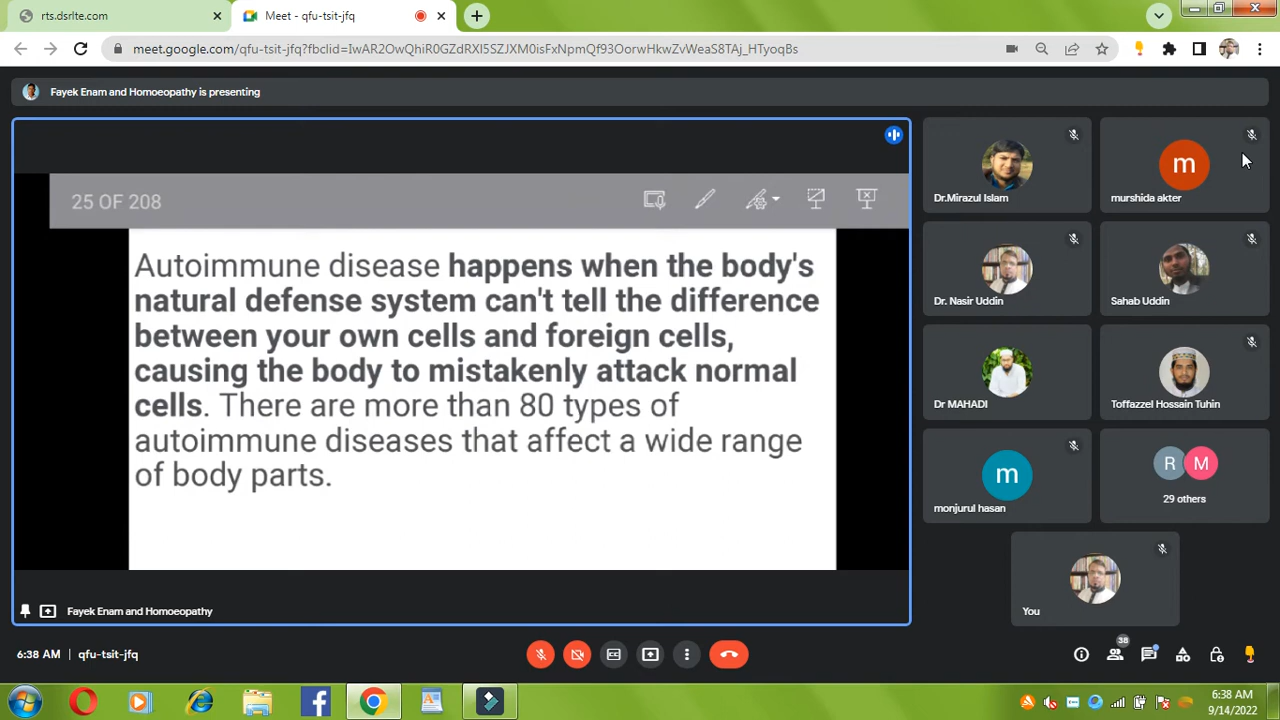 rts.dsrlte.com
Meet - qfu-tsit-jfq
meet.google.com/qfu-tsit-jfq?fbclid=IwAR2OwQhiR0GZdRXI5SZJXM0isFxNpmQf93OorwHkwZvWeaS8TAj_HTyoqBs
Fayek Enam and Homoeopathy is presenting
25 OF 208
Autoimmune disease happens when the body's
natural defense system can't tell the difference
between your own cells and foreign cells,
causing the body to mistakenly attack normal
cells. There are more than 80 types of
autoimmune diseases that affect a wide range
of body parts.
Fayek Enam and Homoeopathy
Dr.Mirazul Islam
m
murshida akter
Dr. Nasir Uddin
Sahab Uddin
Dr MAHADI
Toffazzel Hossain Tuhin
m
monjurul hasan
R M
29 others
You
6:38 AM | qfu-tsit-jfq
38
6:38 AM
9/14/2022